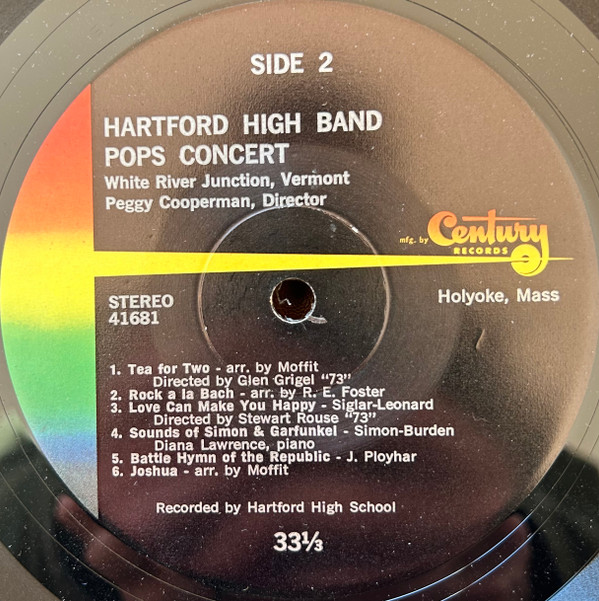 SIDE 2
HARTFORD HIGH BAND
POPS CONCERT
White River Junction, Vermont
Peggy Cooperman, Director
mfg. by Century
RECORDS
STEREO
41681
Holyoke, Mass
1. Tea for Two - arr. by Moffit
Directed by Glen Grigel "73"
2. Rock a la Bach - arr. by R. E. Foster
3. Love Can Make You Happy - Siglar-Leonard
Directed by Stewart Rouse "73"
4. Sounds of Simon & Garfunkel - Simon-Burden
Diana Lawrence, piano
5. Battle Hymn of the Republic - J. Ployhar
6. Joshua - arr. by Moffit
Recorded by Hartford High School
33⅓